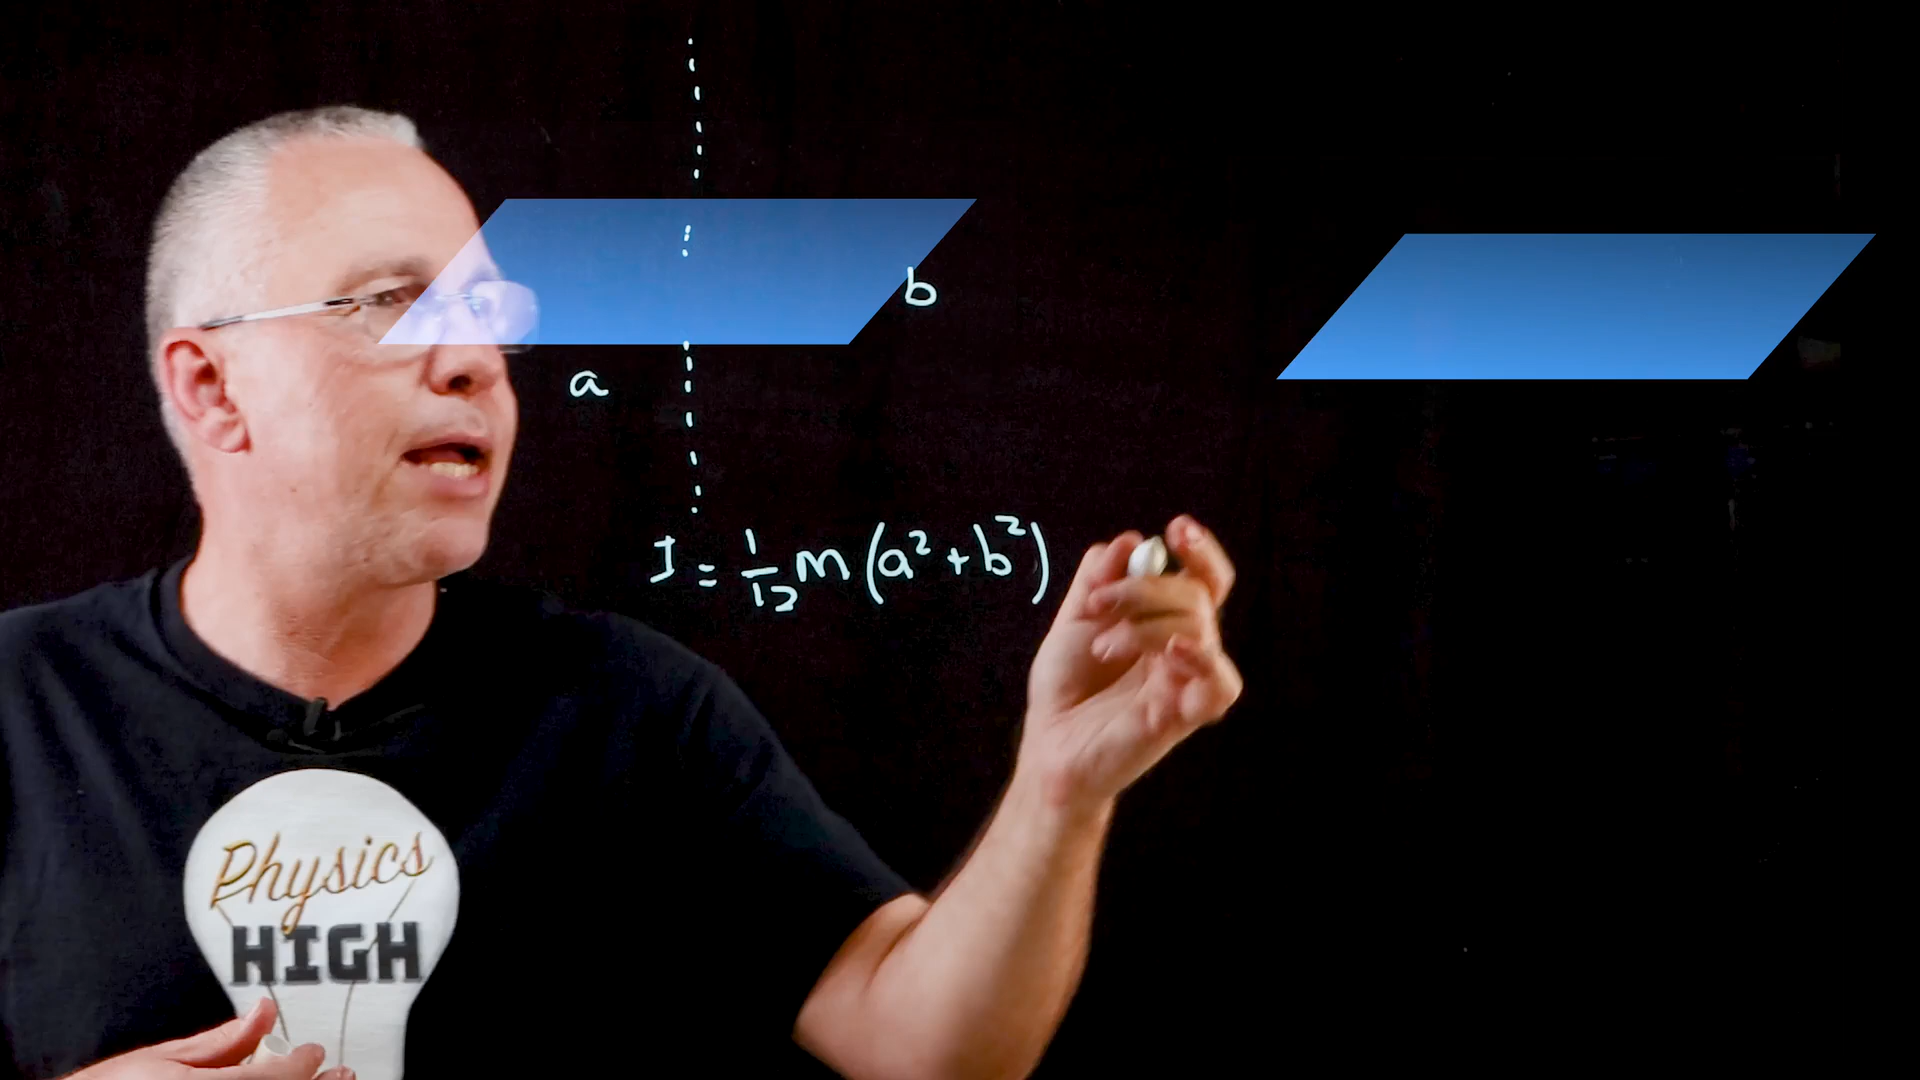 b
a
I = 1/12 m (a² + b²)
Physics
HIGH